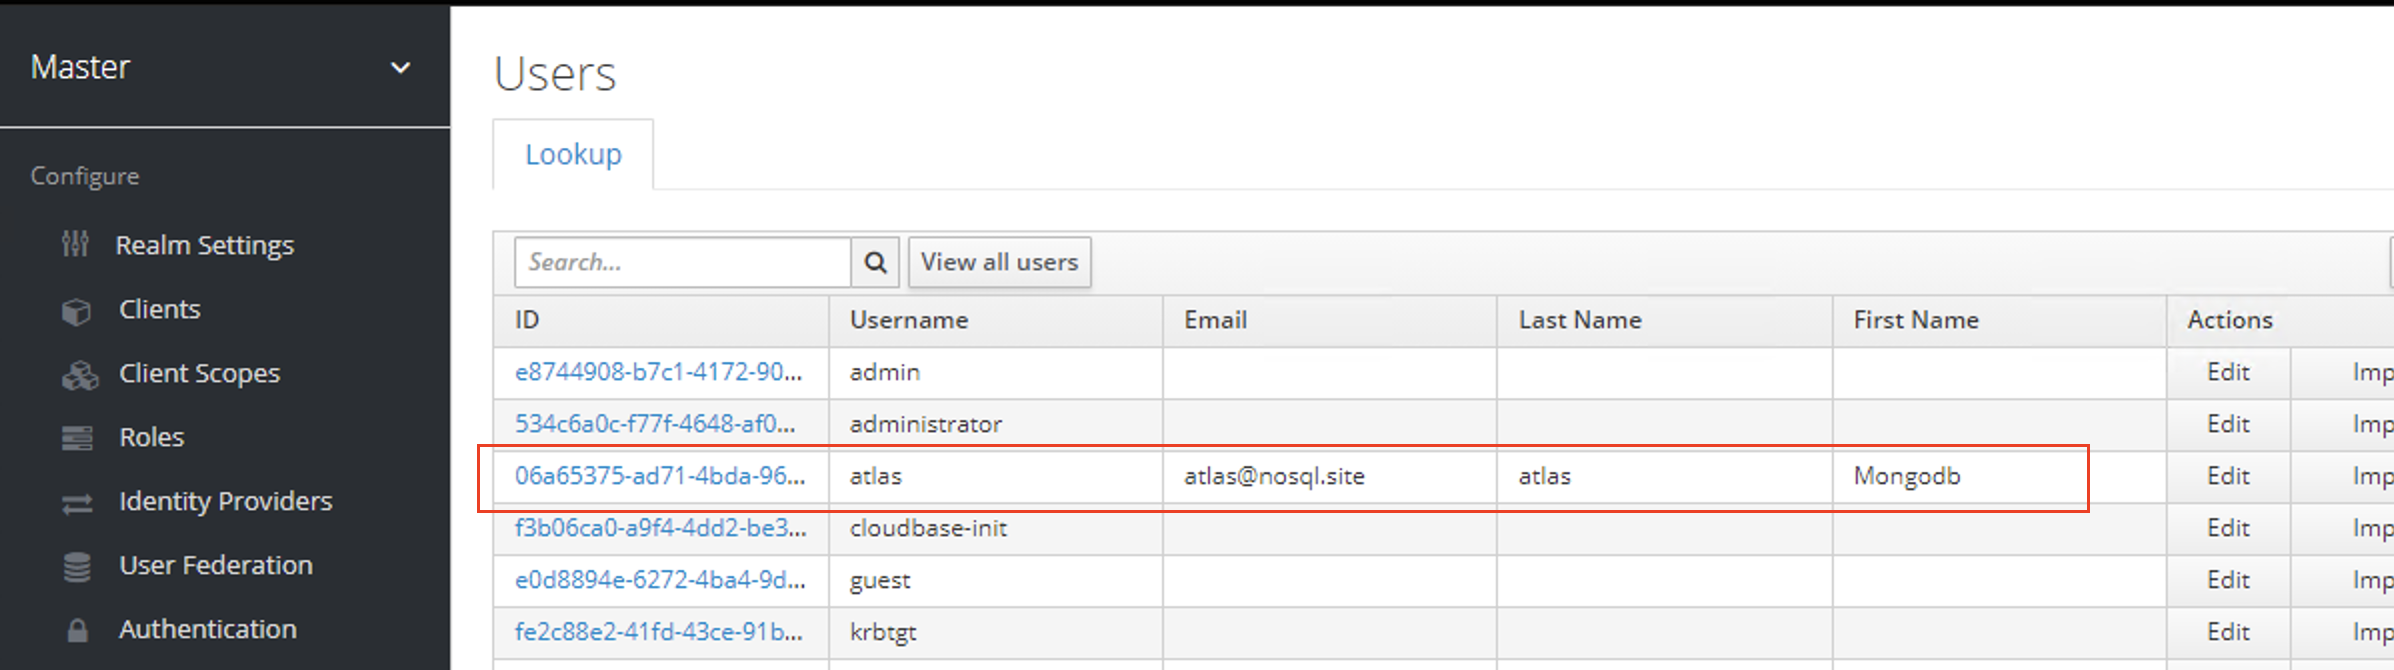 Master
Configure
Realm Settings
Clients
Client Scopes
Roles
Identity Providers
User Federation
Authentication
Users
Lookup
Search...
View all users
ID Username Email Last Name First Name Actions
e8744908-b7c1-4172-90... admin Edit Imp
534c6a0c-f77f-4648-af0... administrator Edit Imp
06a65375-ad71-4bda-96... atlas atlas@nosql.site atlas Mongodb Edit Imp
f3b06ca0-a9f4-4dd2-be3... cloudbase-init Edit Imp
e0d8894e-6272-4ba4-9d... guest Edit Imp
fe2c88e2-41fd-43ce-91b... krbtgt Edit Imp